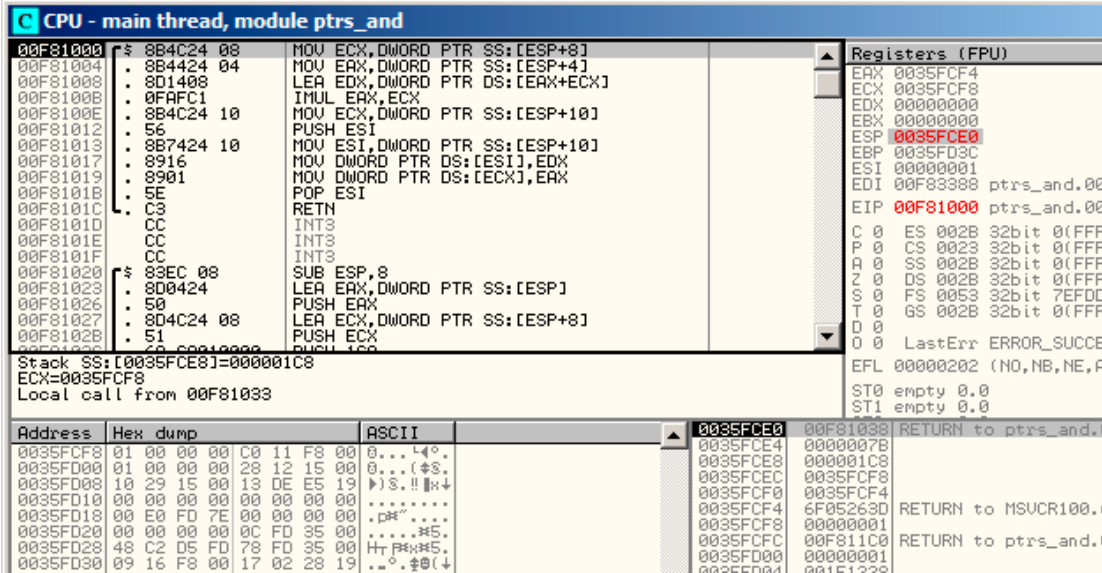 C CPU - main thread, module ptrs_and
00F81000 $ 8B4C24 08 MOV ECX,DWORD PTR SS:[ESP+8]
00F81004 . 8B4424 04 MOV EAX,DWORD PTR SS:[ESP+4]
00F81008 . 8D1408 LEA EDX,DWORD PTR DS:[EAX+ECX]
00F8100B . 0FAFC1 IMUL EAX,ECX
00F8100E . 8B4C24 10 MOV ECX,DWORD PTR SS:[ESP+10]
00F81012 . 56 PUSH ESI
00F81013 . 8B7424 10 MOV ESI,DWORD PTR SS:[ESP+10]
00F81017 . 8916 MOV DWORD PTR DS:[ESI],EDX
00F81019 . 8901 MOV DWORD PTR DS:[ECX],EAX
00F8101B . 5E POP ESI
00F8101C . C3 RETN
00F8101D CC INT3
00F8101E CC INT3
00F8101F CC INT3
00F81020 $ 83EC 08 SUB ESP,8
00F81023 . 8D0424 LEA EAX,DWORD PTR SS:[ESP]
00F81026 . 50 PUSH EAX
00F81027 . 8D4C24 08 LEA ECX,DWORD PTR SS:[ESP+8]
00F8102B . 51 PUSH ECX
Stack SS:[0035FCE8]=000001C8
ECX=0035FCF8
Local call from 00F81033
Registers (FPU)
EAX 0035FCF4
ECX 0035FCF8
EDX 00000000
EBX 00000000
ESP 0035FCE0
EBP 0035FD3C
ESI 00000001
EDI 00F83388 ptrs_and.00
EIP 00F81000 ptrs_and.00
C 0 ES 002B 32bit 0(FFF
P 0 CS 0023 32bit 0(FFF
A 0 SS 002B 32bit 0(FFF
Z 0 DS 002B 32bit 0(FFF
S 0 FS 0053 32bit 7EFDD
T 0 GS 002B 32bit 0(FFF
D 0
O 0 LastErr ERROR_SUCCE
EFL 00000202 (NO,NB,NE,A
ST0 empty 0.0
ST1 empty 0.0
Address Hex dump ASCII
0035FCF8 01 00 00 00 C0 11 F8 00
0035FD00 01 00 00 00 28 12 15 00
0035FD08 10 29 15 00 13 DE E5 19
0035FD10 00 00 00 00 00 00 00 00 ........
0035FD18 00 E0 FD 7E 00 00 00 00
0035FD20 00 00 00 00 0C FD 35 00
0035FD28 48 C2 D5 FD 78 FD 35 00
0035FD30 09 16 F8 00 17 02 28 19
0035FCE0 00F81038 RETURN to ptrs_and.
0035FCE4 0000007B
0035FCE8 000001C8
0035FCEC 0035FCF8
0035FCF0 0035FCF4
0035FCF4 6F05263D RETURN to MSVCR100.
0035FCF8 00000001
0035FCFC 00F811C0 RETURN to ptrs_and.
0035FD00 00000001